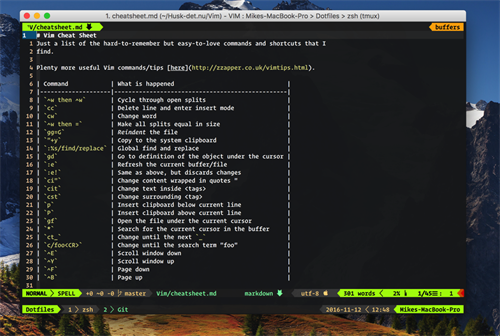 1. cheatsheet.md (~/Husk-det.nu/Vim) - VIM : Mikes-MacBook-Pro > Dotfiles > zsh (tmux)
V/cheatsheet.md buffers
# Vim Cheat Sheet
1 Just a list of the hard-to-remember but easy-to-love commands and shortcuts that I
2 find.
3
4 Plenty more useful Vim commands/tips [here](http://zzapper.co.uk/vimtips.html).
5
6 | Command | What is happened |
7
8 | `^w then ^w` | Cycle through open splits |
9 | `cc` | Delete line and enter insert mode |
10 | `cw` | Change word |
11 | `^w then =` | Make all splits equal in size |
12 | `gg=G` | Reindent the file |
13 | `"+y` | Copy to the system clipboard |
14 | `:%s/find/replace` | Global find and replace |
15 | `gd` | Go to definition of the object under the cursor |
16 | `:e` | Refresh the current buffer/file |
17 | `:e!` | Same as above, but discards changes |
18 | `ci"` | Change content wrapped in quotes " |
19 | `cit` | Change text inside <tags> |
20 | `cst` | Change surrounding <tag> |
21 | `p` | Insert clipboard below current line |
22 | `P` | Insert clipboard above current line |
23 | `gf` | Open the file under the current cursor |
24 | `*` | Search for the current cursor in the buffer |
25 | `ct_` | Change until the next `_` |
26 | `c/foo<CR>` | Change until the search term "foo" |
27 | `^E` | Scroll window down |
28 | `^Y` | Scroll window up |
29 | `^F` | Page down |
30 | `^B` | Page up |
NORMAL SPELL +0 ~0 -0 master Vim/cheatsheet.md markdown utf-8 301 words 2% 1/45 : 1
Dotfiles 1 zsh 2 Git 2016-11-12 < 12:48 Mikes-MacBook-Pro